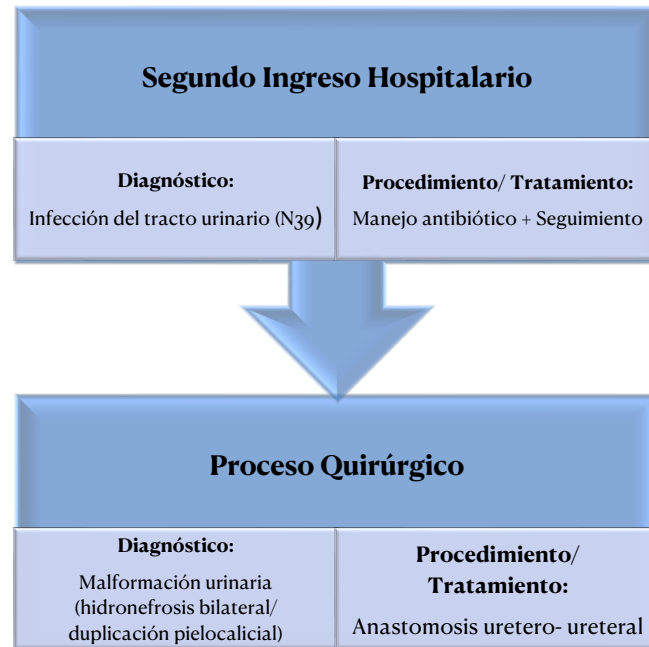 Segundo Ingreso Hospitalario
Diagnóstico:
Infección del tracto urinario (N39)
Procedimiento/ Tratamiento:
Manejo antibiótico + Seguimiento
Proceso Quirúrgico
Diagnóstico:
Malformación urinaria
(hidronefrosis bilateral/
duplicación pielocalicial)
Procedimiento/
Tratamiento:
Anastomosis uretero- ureteral